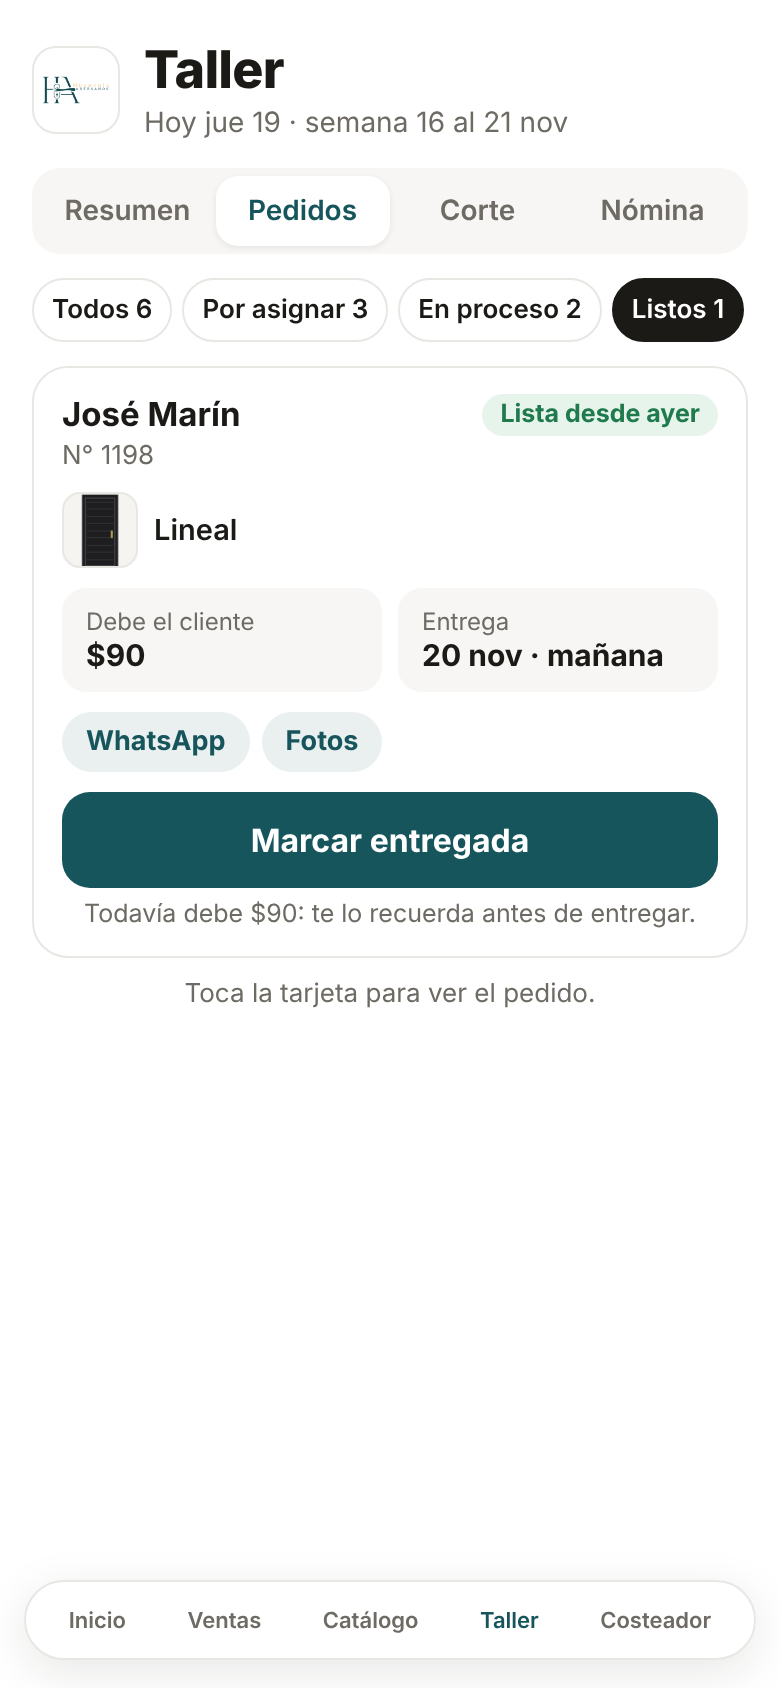 HA
Taller
Hoy jue 19 · semana 16 al 21 nov
Resumen Pedidos Corte Nómina
Todos 6 Por asignar 3 En proceso 2 Listos 1
José Marín Lista desde ayer
N° 1198
Lineal
Debe el cliente Entrega
$90 20 nov · mañana
WhatsApp Fotos
Marcar entregada
Todavía debe $90: te lo recuerda antes de entregar.
Toca la tarjeta para ver el pedido.
Inicio Ventas Catálogo Taller Costeador